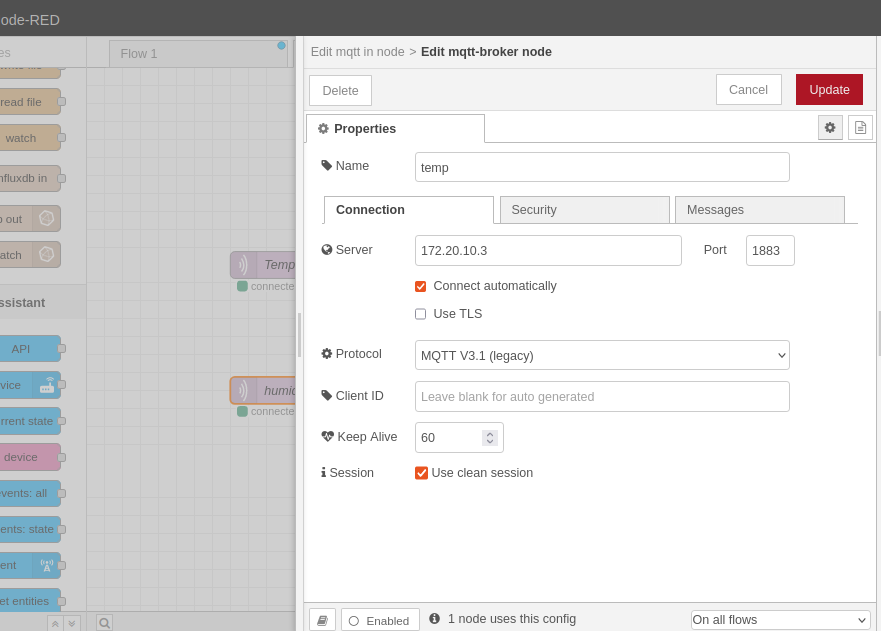 ode-RED
es
Flow 1
read file
watch
nfluxdb in
out
atch
ssistant
API
vice
rrent state
device
vents: all
ents: state
ent
et entities
Temp
connecte
humid
connecte
Edit mqtt in node > Edit mqtt-broker node
Delete
Cancel
Update
Properties
Name
temp
Connection
Security
Messages
Server
172.20.10.3
Port
1883
Connect automatically
Use TLS
Protocol
MQTT V3.1 (legacy)
Client ID
Leave blank for auto generated
Keep Alive
60
Session
Use clean session
Enabled
1 node uses this config
On all flows